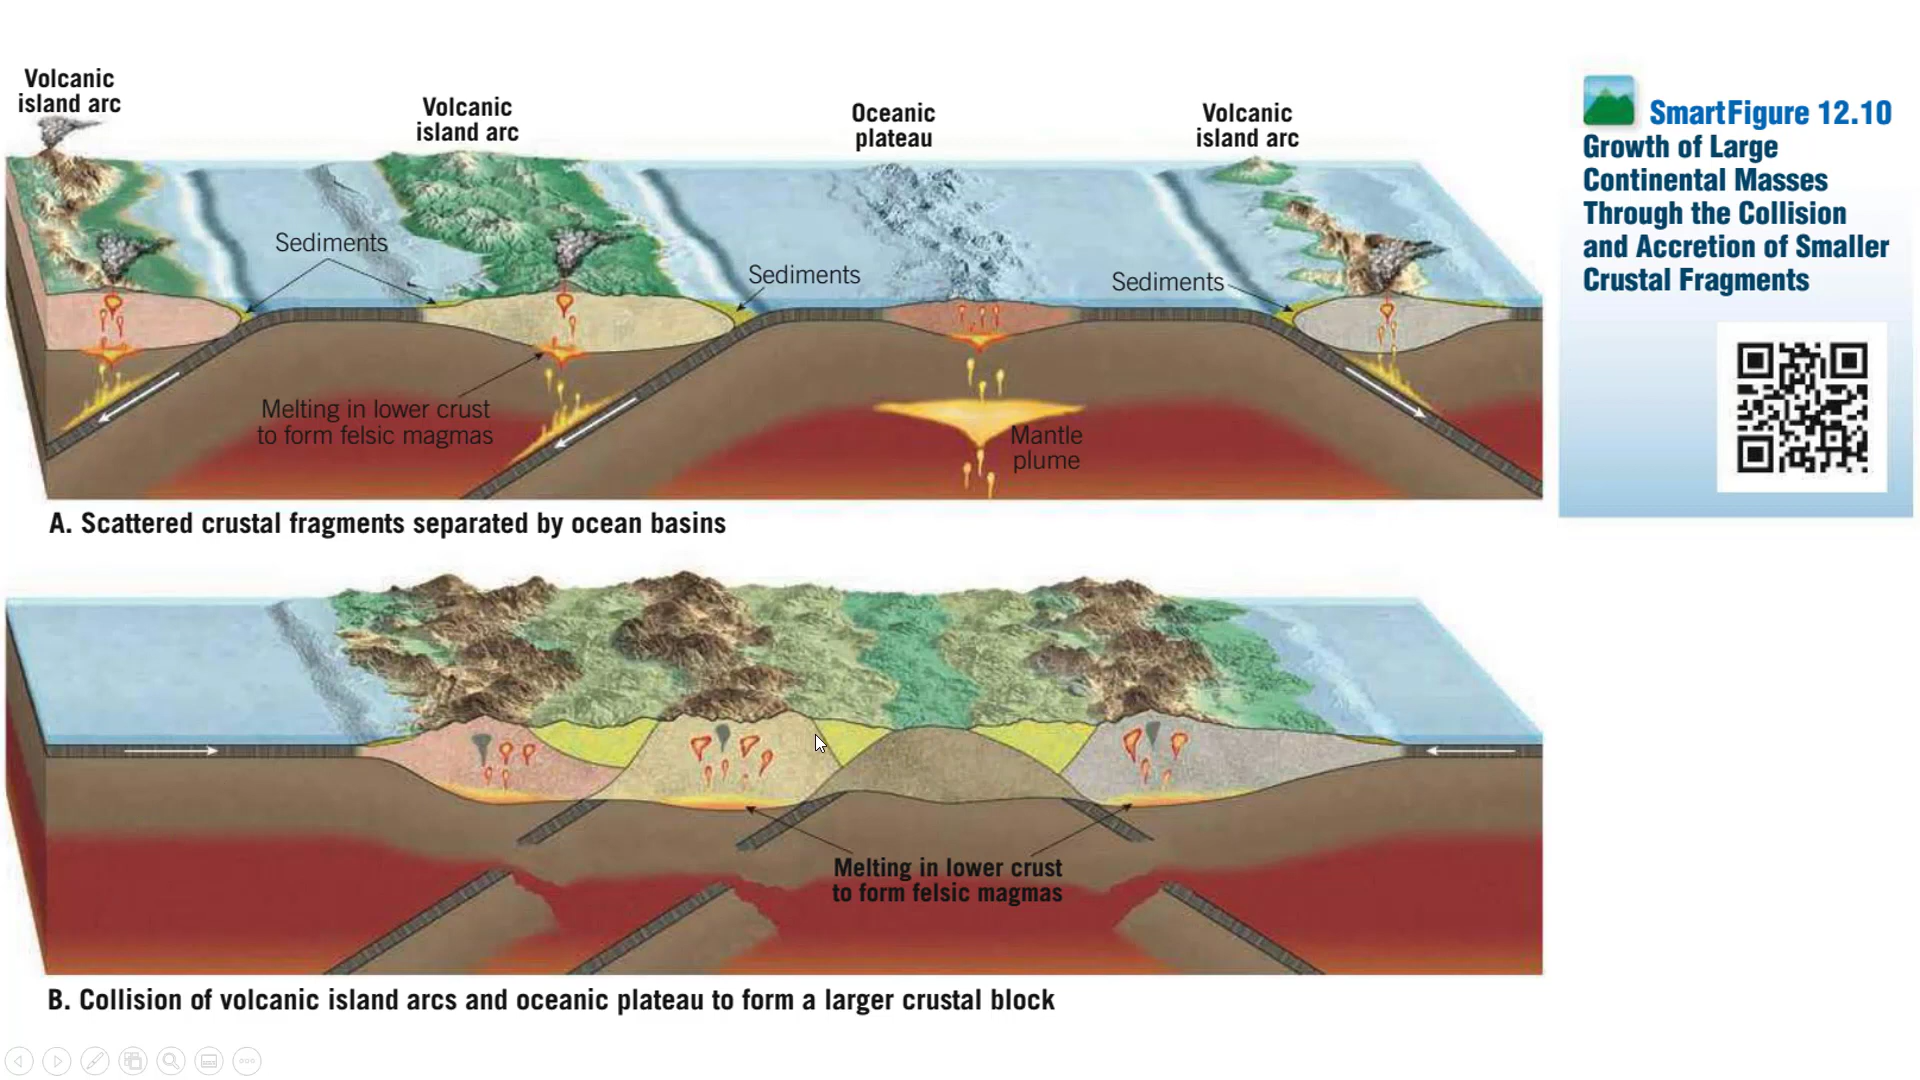 Volcanic
island arc
Volcanic
island arc
Oceanic
plateau
Volcanic
island arc
Sediments
Sediments
Sediments
Melting in lower crust
to form felsic magmas
Mantle
plume
A. Scattered crustal fragments separated by ocean basins
SmartFigure 12.10
Growth of Large
Continental Masses
Through the Collision
and Accretion of Smaller
Crustal Fragments
Melting in lower crust
to form felsic magmas
B. Collision of volcanic island arcs and oceanic plateau to form a larger crustal block